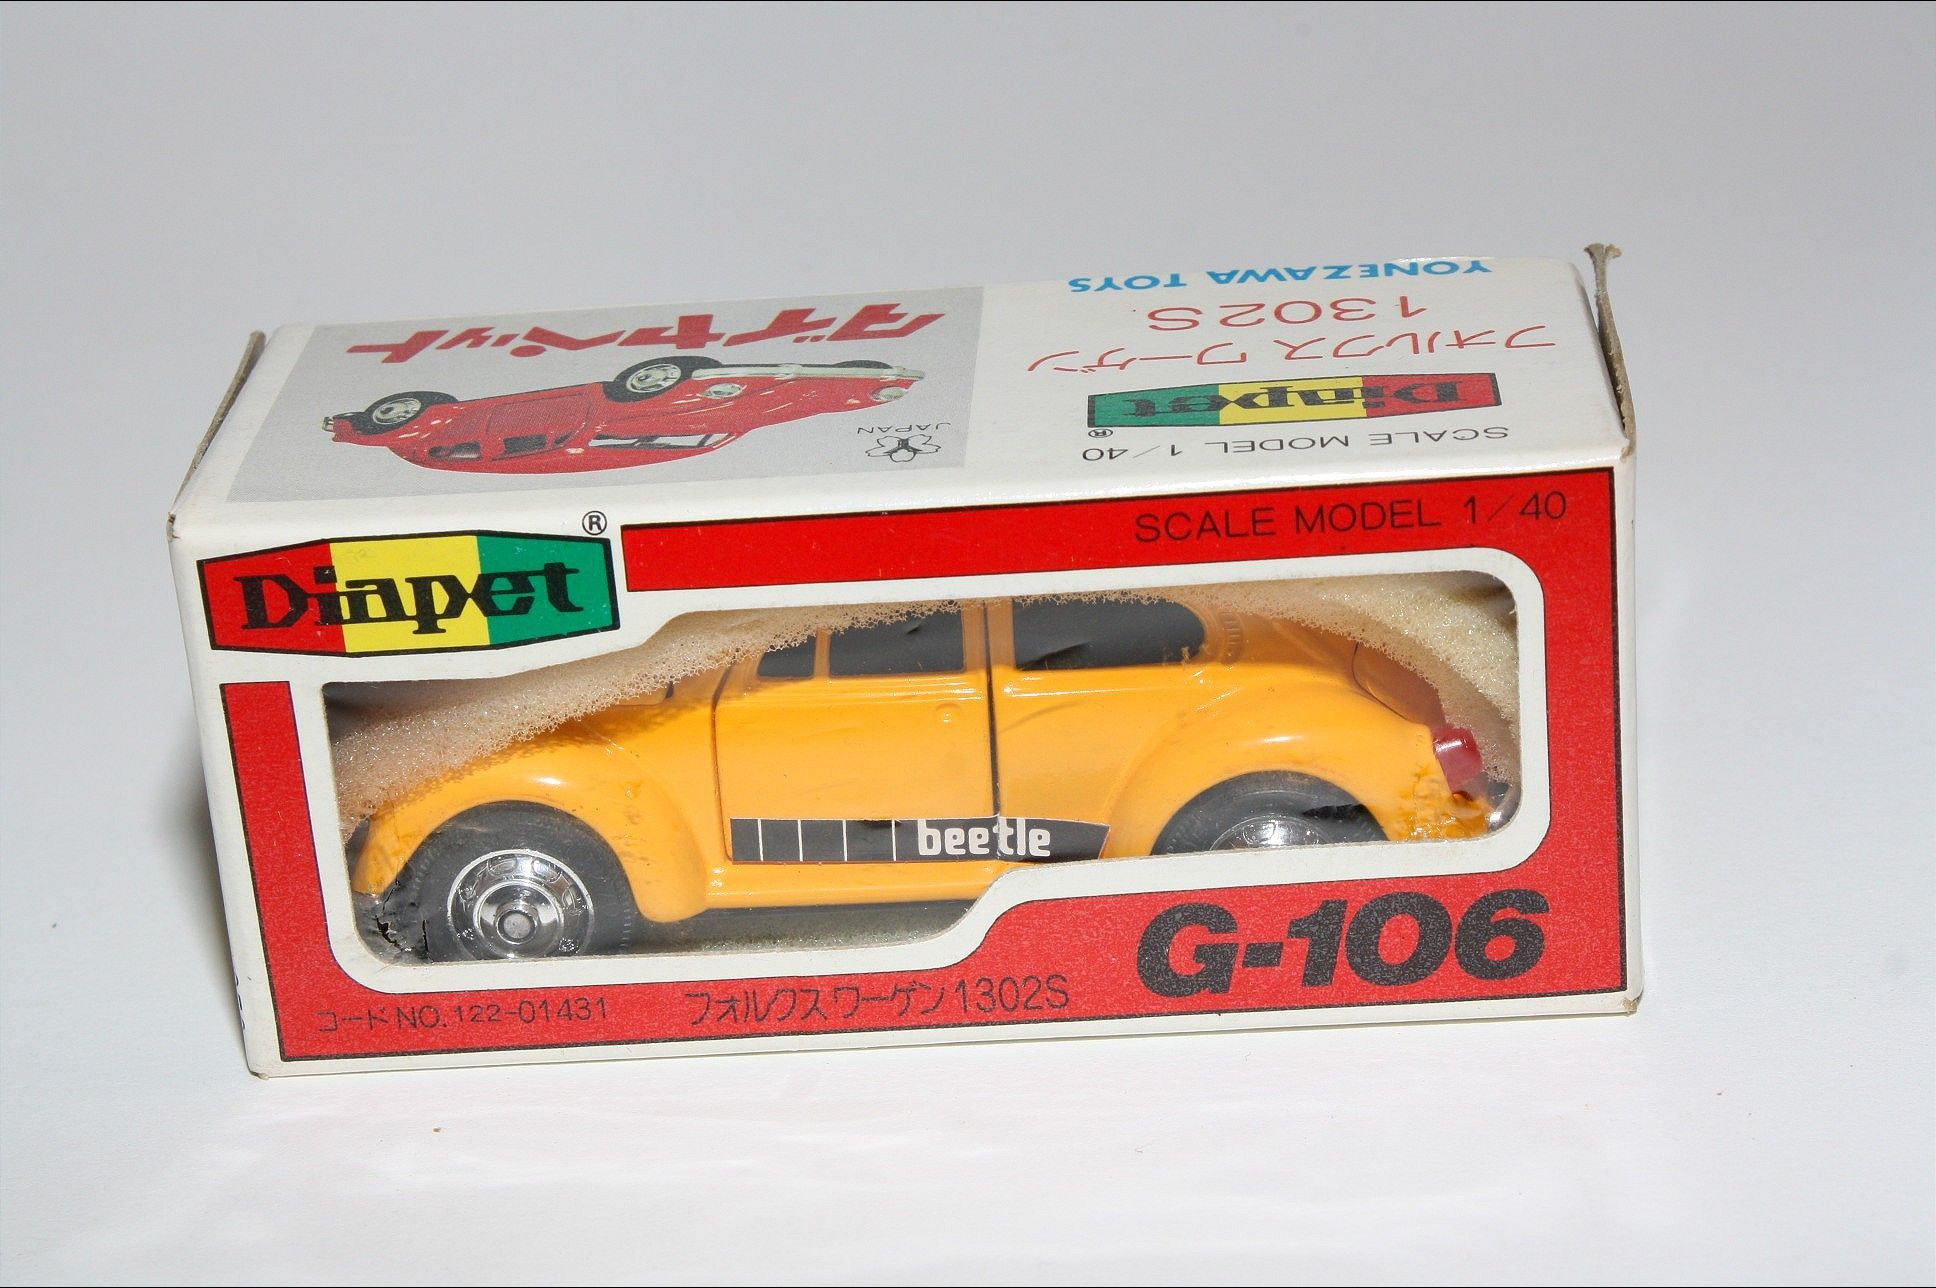 YONEZAWA TOYS
フォルクス ワーゲン
1302S
Diapet
®
SCALE MODEL 1/40
ダイヤペット
JAPAN
Diapet
®
SCALE MODEL 1/40
beetle
G-106
コードNO.122-01431
フォルクスワーゲン1302S